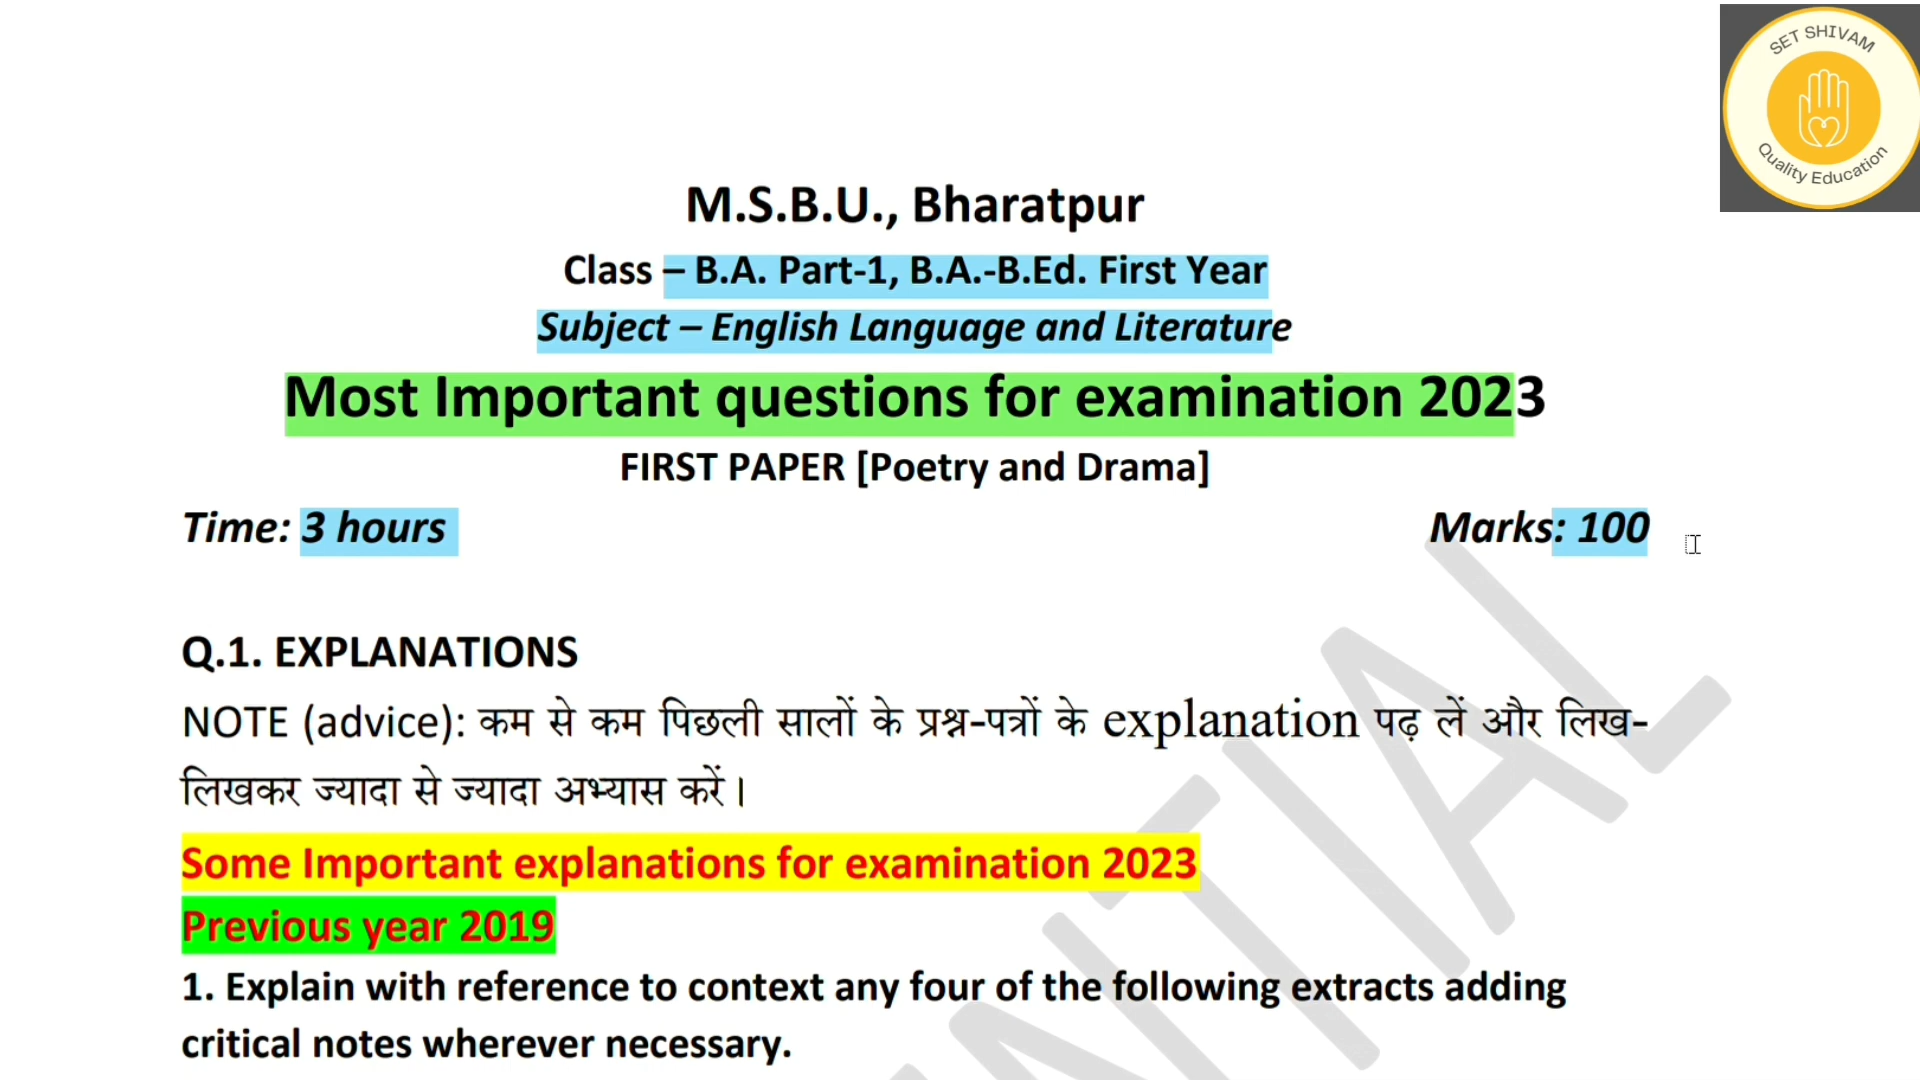 SET SHIVAM
Quality Education
M.S.B.U., Bharatpur
Class – B.A. Part-1, B.A.-B.Ed. First Year
Subject – English Language and Literature
Most Important questions for examination 2023
FIRST PAPER [Poetry and Drama]
Time: 3 hours Marks: 100
Q.1. EXPLANATIONS
NOTE (advice): कम से कम पिछली सालों के प्रश्न-पत्रों के explanation पढ़ लें और लिख-
लिखकर ज्यादा से ज्यादा अभ्यास करें।
Some Important explanations for examination 2023
Previous year 2019
1. Explain with reference to context any four of the following extracts adding
critical notes wherever necessary.